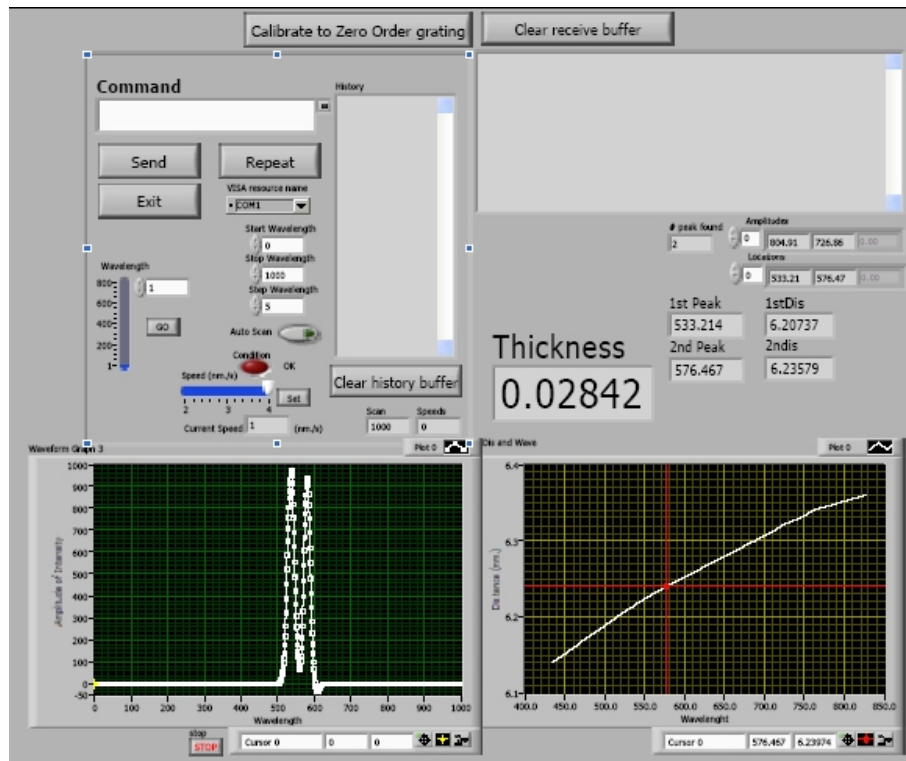 Calibrate to Zero Order grating
Clear receive buffer
Command
History
Send
Repeat
Exit
VISA resource name
COM1
Start Wavelength
0
Stop Wavelength
1000
Step Wavelength
5
Wavelength
800
600
400
200
1
1
GO
Auto Scan
Condition
OK
Speed (nm./s)
2 3 4
Set
Current Speed 1 (nm./s)
Clear history buffer
Scan Speeds
1000 0
# peak found
2
Amplitudes
0 804.91 726.86 0.00
Locations
0 533.21 576.47 0.00
1st Peak 1stDis
533.214 6.20737
2nd Peak 2ndis
576.467 6.23579
Thickness
0.02842
Waveform Graph 3
Plot 0
1000
900
800
700
600
500
400
300
200
100
0
-50
Amplitude of Intensity
0 100 200 300 400 500 600 700 800 900 1000
Wavelength
stop
STOP
Cursor 0 0 0
Dis and Wave
Plot 0
6.4
6.3
6.2
6.1
Distance (nm.)
400.0 450.0 500.0 550.0 600.0 650.0 700.0 750.0 800.0 850.0
Wavelenght
Cursor 0 576.467 6.23974